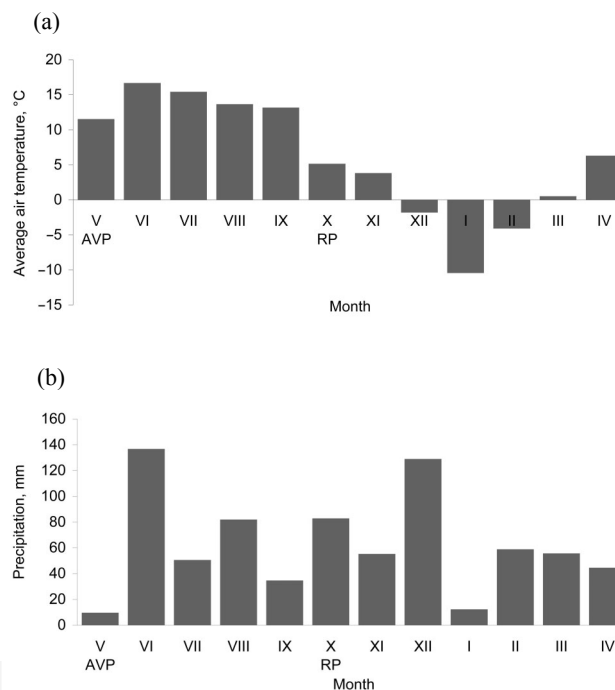 (a)
Average air temperature, °C
20
15
10
5
0
–5
–10
–15
V VI VII VIII IX X XI XII I II III IV
AVP RP
Month
(b)
Precipitation, mm
160
140
120
100
80
60
40
20
0
V VI VII VIII IX X XI XII I II III IV
AVP RP
Month